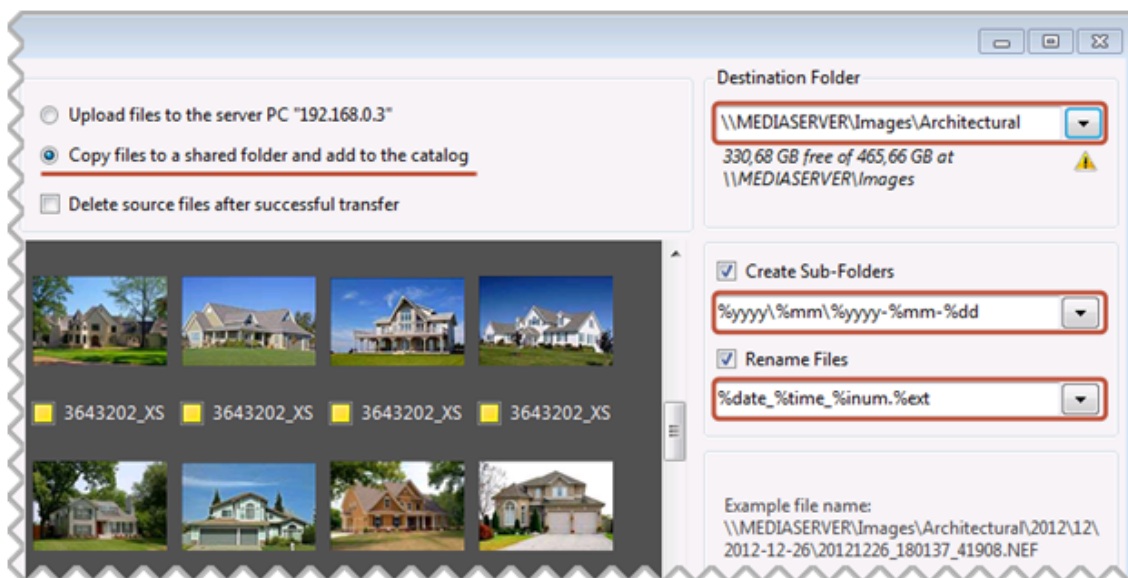 Upload files to the server PC "192.168.0.3"
Copy files to a shared folder and add to the catalog
Delete source files after successful transfer
3643202_XS 3643202_XS 3643202_XS 3643202_XS
Destination Folder
\\MEDIASERVER\Images\Architectural
330,68 GB free of 465,66 GB at
\\MEDIASERVER\Images
Create Sub-Folders
%yyyy\%mm\%yyyy-%mm-%dd
Rename Files
%date_%time_%inum.%ext
Example file name:
\\MEDIASERVER\Images\Architectural\2012\12\
2012-12-26\20121226_180137_41908.NEF